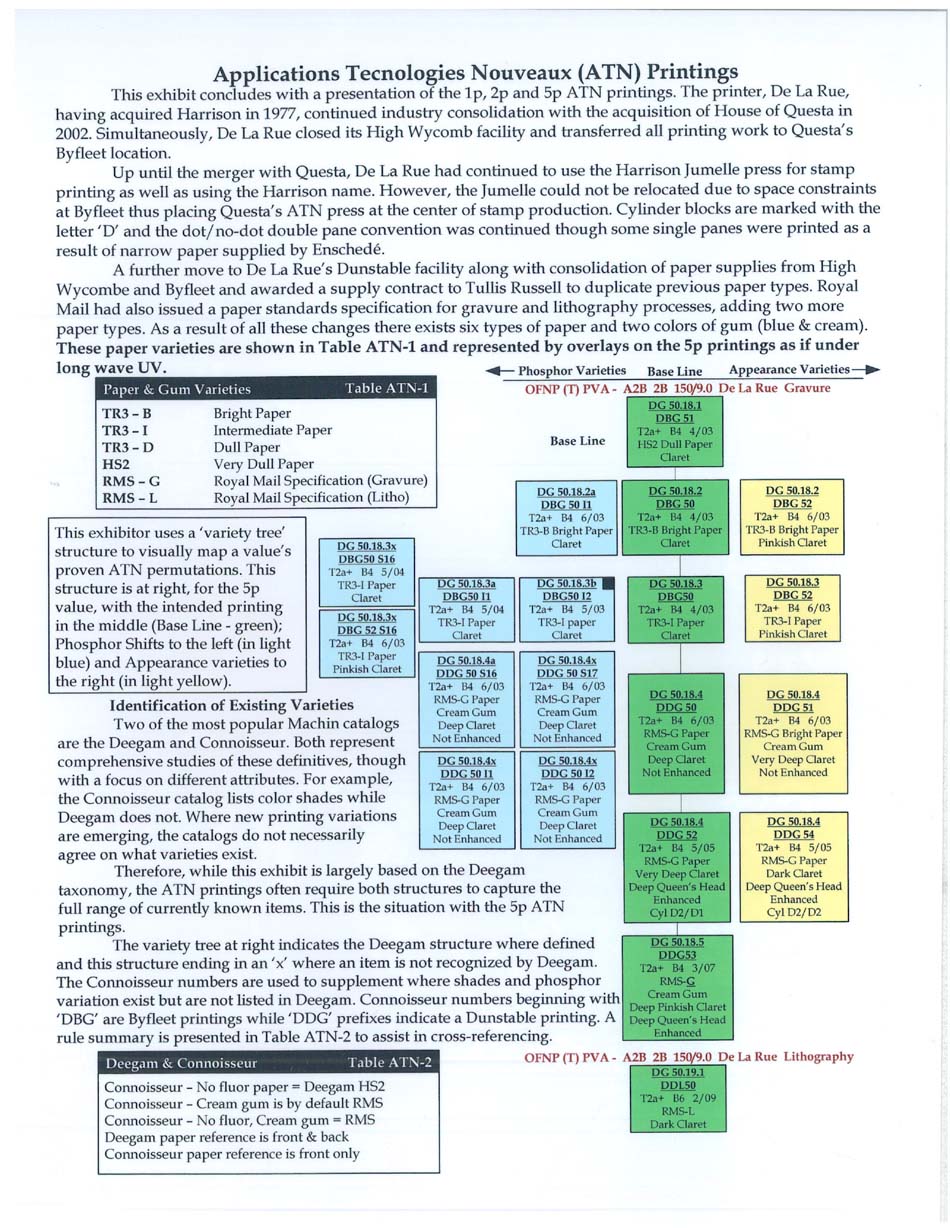 Applications Tecnologies Nouveaux (ATN) Printings
This exhibit concludes with a presentation of the 1p, 2p and 5p ATN printings. The printer, De La Rue,
having acquired Harrison in 1977, continued industry consolidation with the acquisition of House of Questa in
2002. Simultaneously, De La Rue closed its High Wycomb facility and transferred all printing work to Questa's
Byfleet location.
Up until the merger with Questa, De La Rue had continued to use the Harrison Jumelle press for stamp
printing as well as using the Harrison name. However, the Jumelle could not be relocated due to space constraints
at Byfleet thus placing Questa's ATN press at the center of stamp production. Cylinder blocks are marked with the
letter 'D' and the dot/no-dot double pane convention was continued though some single panes were printed as a
result of narrow paper supplied by Enschedé.
A further move to De La Rue's Dunstable facility along with consolidation of paper supplies from High
Wycombe and Byfleet and awarded a supply contract to Tullis Russell to duplicate previous paper types. Royal
Mail had also issued a paper standards specification for gravure and lithography processes, adding two more
paper types. As a result of all these changes there exists six types of paper and two colors of gum (blue & cream).
These paper varieties are shown in Table ATN-1 and represented by overlays on the 5p printings as if under
long wave UV.
Paper & Gum Varieties Table ATN-1
TR3 – B Bright Paper
TR3 – I Intermediate Paper
TR3 – D Dull Paper
HS2 Very Dull Paper
RMS – G Royal Mail Specification (Gravure)
RMS – L Royal Mail Specification (Litho)
This exhibitor uses a 'variety tree'
structure to visually map a value's
proven ATN permutations. This
structure is at right, for the 5p
value, with the intended printing
in the middle (Base Line - green);
Phosphor Shifts to the left (in light
blue) and Appearance varieties to
the right (in light yellow).
Identification of Existing Varieties
Two of the most popular Machin catalogs
are the Deegam and Connoisseur. Both represent
comprehensive studies of these definitives, though
with a focus on different attributes. For example,
the Connoisseur catalog lists color shades while
Deegam does not. Where new printing variations
are emerging, the catalogs do not necessarily
agree on what varieties exist.
Therefore, while this exhibit is largely based on the Deegam
taxonomy, the ATN printings often require both structures to capture the
full range of currently known items. This is the situation with the 5p ATN
printings.
The variety tree at right indicates the Deegam structure where defined
and this structure ending in an 'x' where an item is not recognized by Deegam.
The Connoisseur numbers are used to supplement where shades and phosphor
variation exist but are not listed in Deegam. Connoisseur numbers beginning with
'DBG' are Byfleet printings while 'DDG' prefixes indicate a Dunstable printing. A
rule summary is presented in Table ATN-2 to assist in cross-referencing.
Deegam & Connoisseur Table ATN-2
Connoisseur – No fluor paper = Deegam HS2
Connoisseur – Cream gum is by default RMS
Connoisseur – No fluor, Cream gum = RMS
Deegam paper reference is front & back
Connoisseur paper reference is front only
Phosphor Varieties Base Line Appearance Varieties
OFNP (T) PVA - A2B 2B 150/9.0 De La Rue Gravure
Base Line
DG 50.18.1
DBG 51
T2a+ B4 4/03
HS2 Dull Paper
Claret
DG 50.18.2a
DBG 50 I1
T2a+ B4 6/03
TR3-B Bright Paper
Claret
DG 50.18.2
DBG 50
T2a+ B4 4/03
TR3-B Bright Paper
Claret
DG 50.18.2
DBG 52
T2a+ B4 6/03
TR3-B Bright Paper
Pinkish Claret
DG 50.18.3x
DBG50 S16
T2a+ B4 5/04
TR3-I Paper
Claret
DG 50.18.3x
DBG 52 S16
T2a+ B4 6/03
TR3-I Paper
Pinkish Claret
DG 50.18.3a
DBG50 I1
T2a+ B4 5/04
TR3-I Paper
Claret
DG 50.18.3b
DBG50 I2
T2a+ B4 6/03
TR3-I paper
Claret
DG 50.18.3
DBG50
T2a+ B4 4/03
TR3-I Paper
Claret
DG 50.18.3
DBG 52
T2a+ B4 6/03
TR3-I Paper
Pinkish Claret
DG 50.18.4a
DDG 50 S16
T2a+ B4 6/03
RMS-G Paper
Cream Gum
Deep Claret
Not Enhanced
DG 50.18.4x
DDG 50 S17
T2a+ B4 6/03
RMS-G Paper
Cream Gum
Deep Claret
Not Enhanced
DG 50.18.4
DDG 50
T2a+ B4 6/03
RMS-G Paper
Cream Gum
Deep Claret
Not Enhanced
DG 50.18.4
DDG 51
T2a+ B4 6/03
RMS-G Bright Paper
Cream Gum
Very Deep Claret
Not Enhanced
DG 50.18.4x
DDG 50 I1
T2a+ B4 6/03
RMS-G Paper
Cream Gum
Deep Claret
Not Enhanced
DG 50.18.4x
DDG 50 I2
T2a+ B4 6/03
RMS-G Paper
Cream Gum
Deep Claret
Not Enhanced
DG 50.18.4
DDG 52
T2a+ B4 5/05
RMS-G Paper
Very Deep Claret
Deep Queen's Head
Enhanced
Cyl D2/D1
DG 50.18.4
DDG 54
T2a+ B4 5/05
RMS-G Paper
Dark Claret
Deep Queen's Head
Enhanced
Cyl D2/D2
DG 50.18.5
DDG53
T2a+ B4 3/07
RMS-G
Cream Gum
Deep Pinkish Claret
Deep Queen's Head
Enhanced
OFNP (T) PVA - A2B 2B 150/9.0 De La Rue Lithography
DG 50.19.1
DDL50
T2a+ B6 2/09
RMS-L
Dark Claret